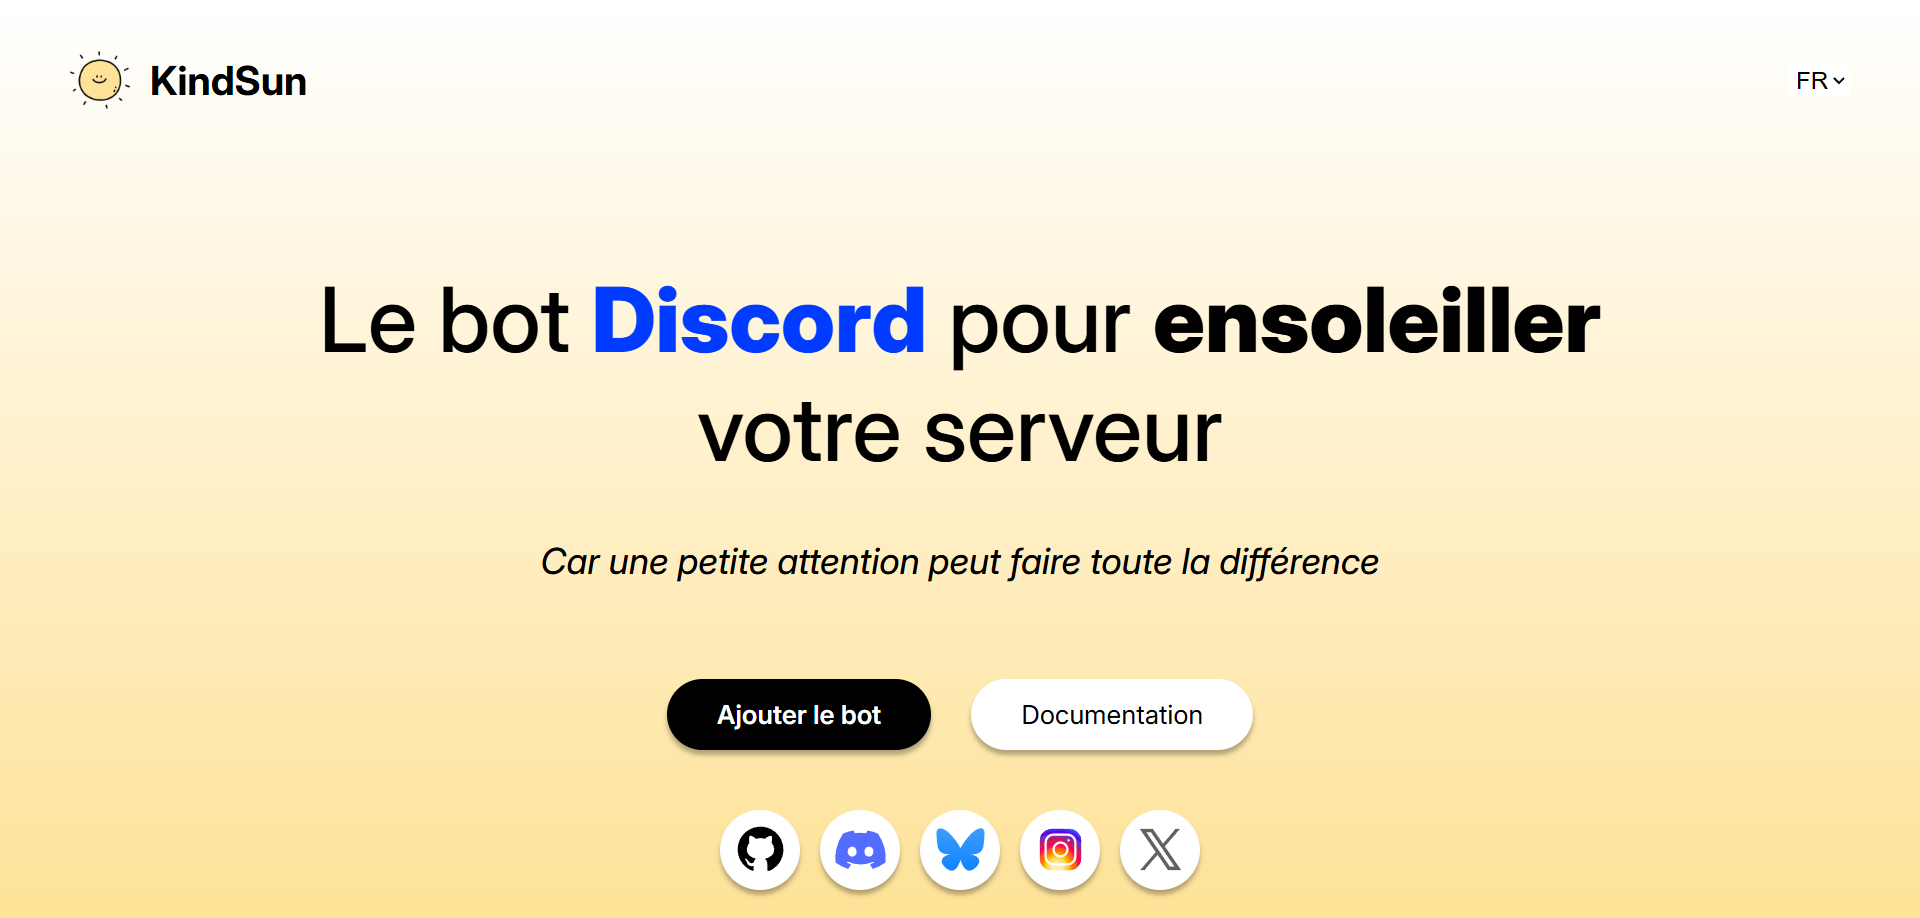 KindSun
FR
Le bot Discord pour ensoleiller
votre serveur
Car une petite attention peut faire toute la différence
Ajouter le bot
Documentation